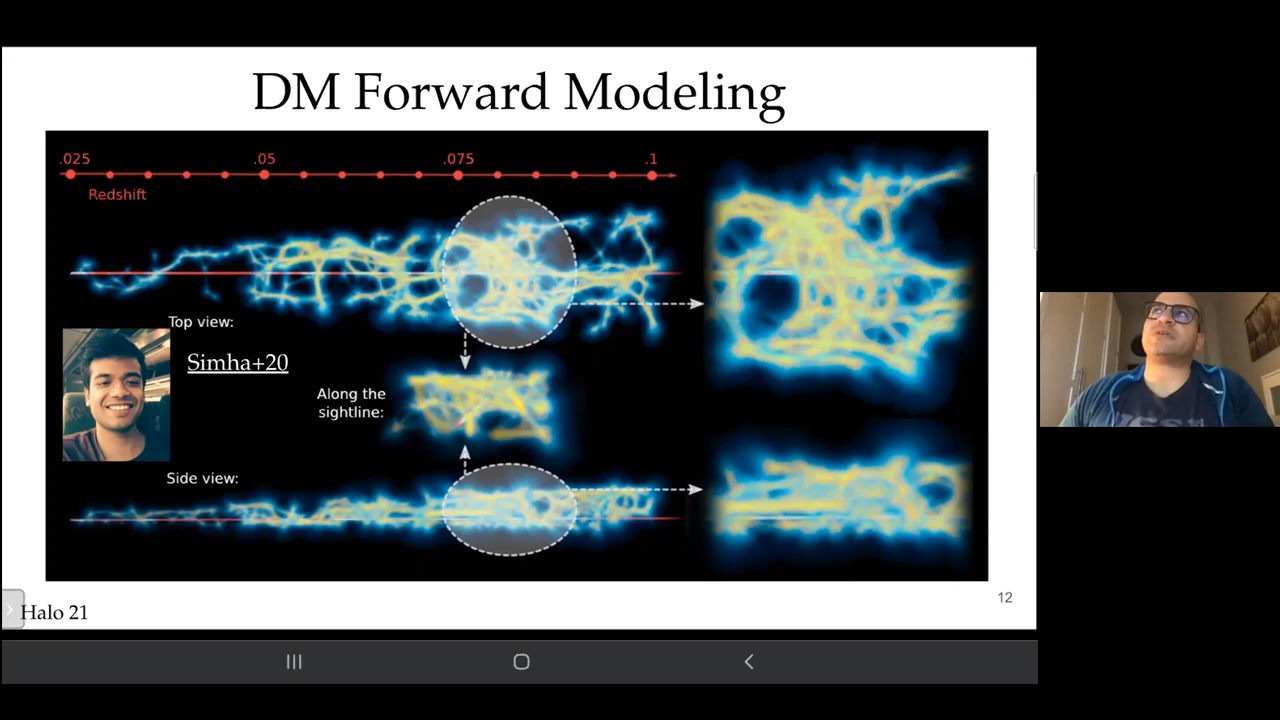 DM Forward Modeling
.025 .05 .075 .1
Redshift
Top view:
Simha+20
Along the
sightline:
Side view:
12
Halo 21